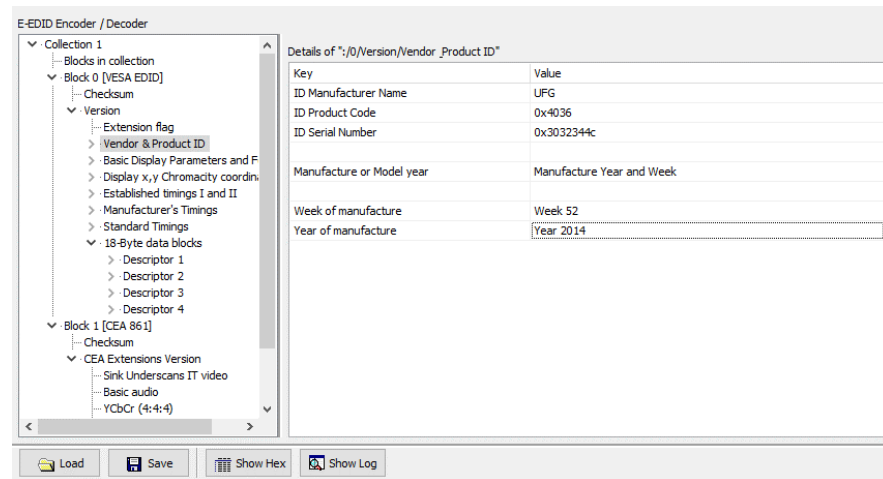 E-EDID Encoder / Decoder
Collection 1
Blocks in collection
Block 0 [VESA EDID]
Checksum
Version
Extension flag
Vendor & Product ID
Basic Display Parameters and F
Display x,y Chromacity coordin
Established timings I and II
Manufacturer's Timings
Standard Timings
18-Byte data blocks
Descriptor 1
Descriptor 2
Descriptor 3
Descriptor 4
Block 1 [CEA 861]
Checksum
CEA Extensions Version
Sink Underscans IT video
Basic audio
YCbCr (4:4:4)
Details of ":/0/Version/Vendor _Product ID"
Key Value
ID Manufacturer Name UFG
ID Product Code 0x4036
ID Serial Number 0x3032344c
Manufacture or Model year Manufacture Year and Week
Week of manufacture Week 52
Year of manufacture Year 2014
Load Save Show Hex Show Log